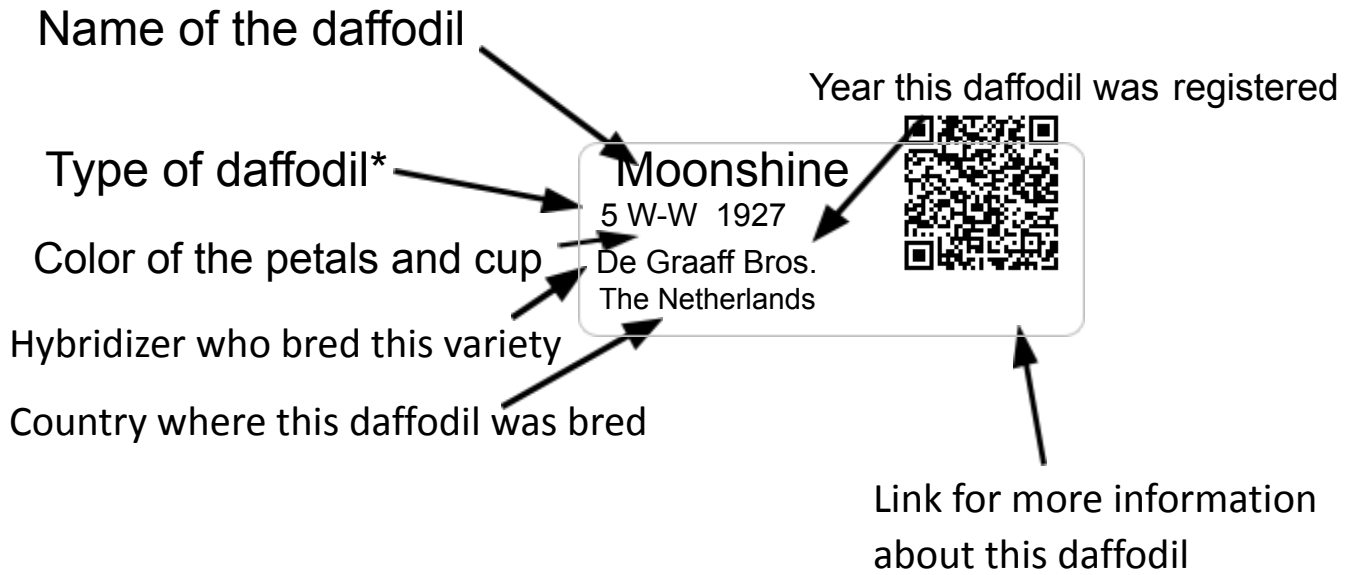 Name of the daffodil
Year this daffodil was registered
Type of daffodil*
Moonshine
5 W-W 1927
Color of the petals and cup
De Graaff Bros.
The Netherlands
Hybridizer who bred this variety
Country where this daffodil was bred
Link for more information
about this daffodil